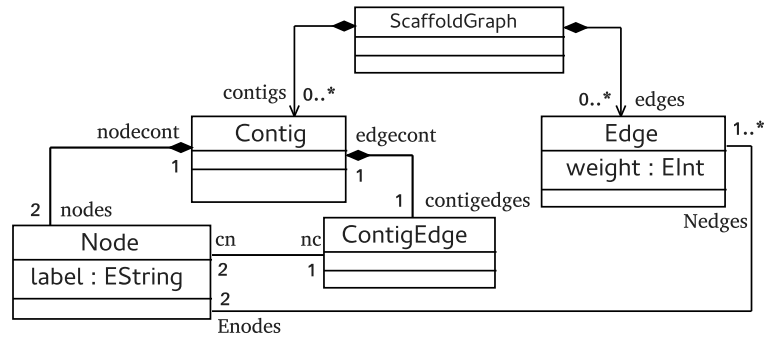 ScaffoldGraph
contigs 0..*
0..* edges
nodecont
Contig
edgecont
Edge
1..*
1
1
weight : EInt
2 nodes
1 contigedges
Nedges
Node
cn
nc
ContigEdge
label : EString
2
1
2
Enodes